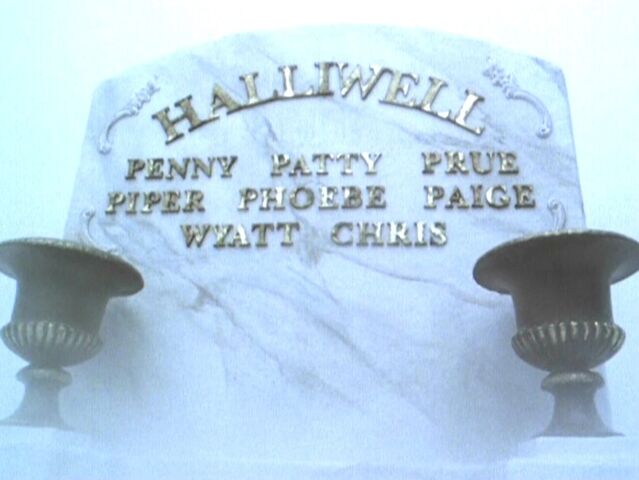 HALLIWELL
PENNY PATTY PRUE
PIPER PHOEBE PAIGE
WYATT CHRIS